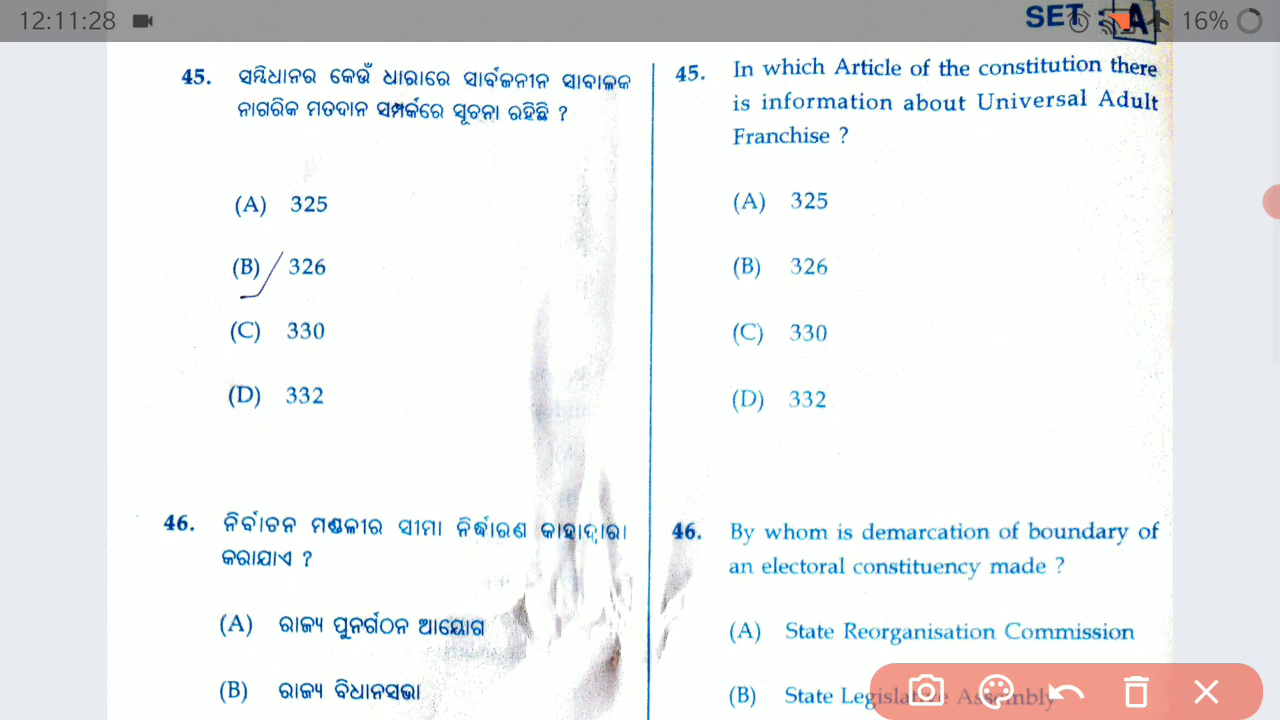 12:11:28
16%
SET : A
45. ସମ୍ବିଧାନର କେଉଁ ଧାରାରେ ସାର୍ବଜନୀନ ସାବାଳକ
ନାଗରିକ ମତଦାନ ସମ୍ପର୍କରେ ସୂଚନା ରହିଛି ?
(A) 325
(B) 326
(C) 330
(D) 332
46. ନିର୍ବାଚନ ମଣ୍ଡଳୀର ସୀମା ନିର୍ଦ୍ଧାରଣ କାହାଦ୍ୱାରା
କରାଯାଏ ?
(A) ରାଜ୍ୟ ପୁନର୍ଗଠନ ଆୟୋଗ
(B) ରାଜ୍ୟ ବିଧାନସଭା
45. In which Article of the constitution there
is information about Universal Adult
Franchise ?
(A) 325
(B) 326
(C) 330
(D) 332
46. By whom is demarcation of boundary of
an electoral constituency made ?
(A) State Reorganisation Commission
(B) State Legislative Assembly